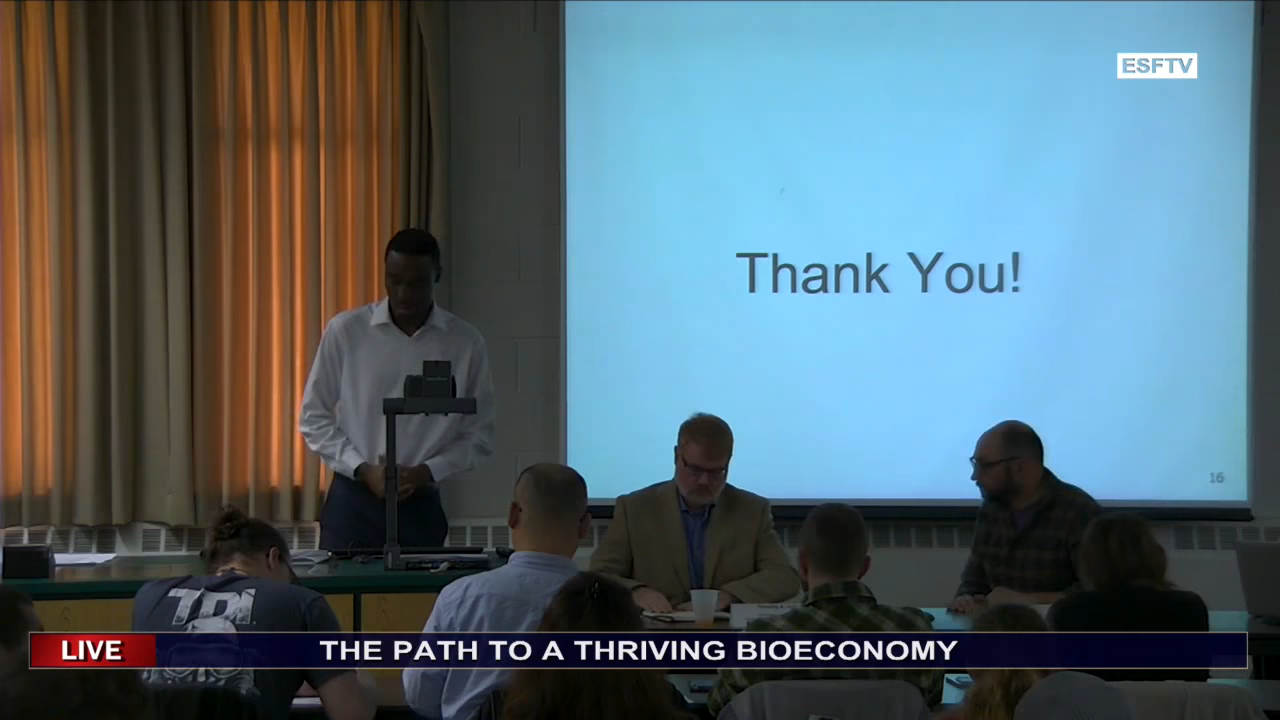 ESFTV
Thank You!
16
TDI
LIVE
THE PATH TO A THRIVING BIOECONOMY